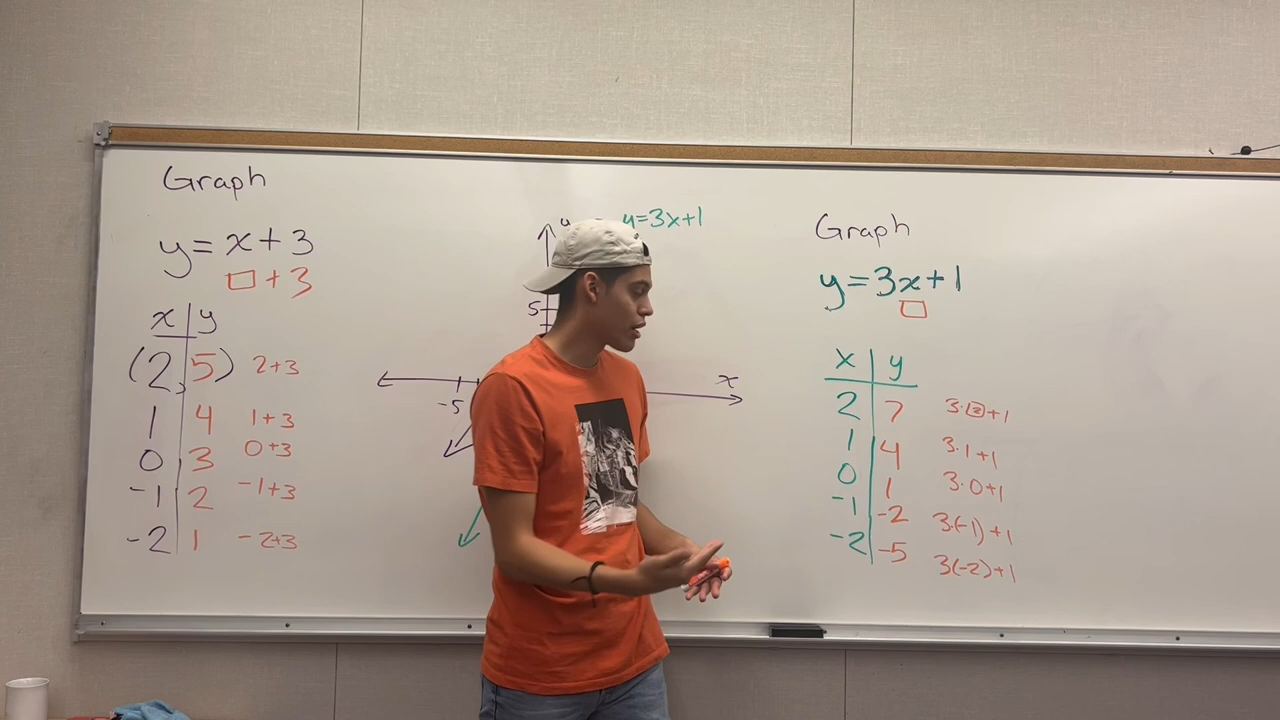 Graph
y=x+3
□+3
x y
(2, 5) 2+3
1 4 1+3
0 3 0+3
-1 2 -1+3
-2 1 -2+3
y
y=3x+1
5
-5
x
Graph
y=3x+1
□
x y
2 7 3·2+1
1 4 3·1+1
0 1 3·0+1
-1 -2 3·(-1)+1
-2 -5 3(-2)+1